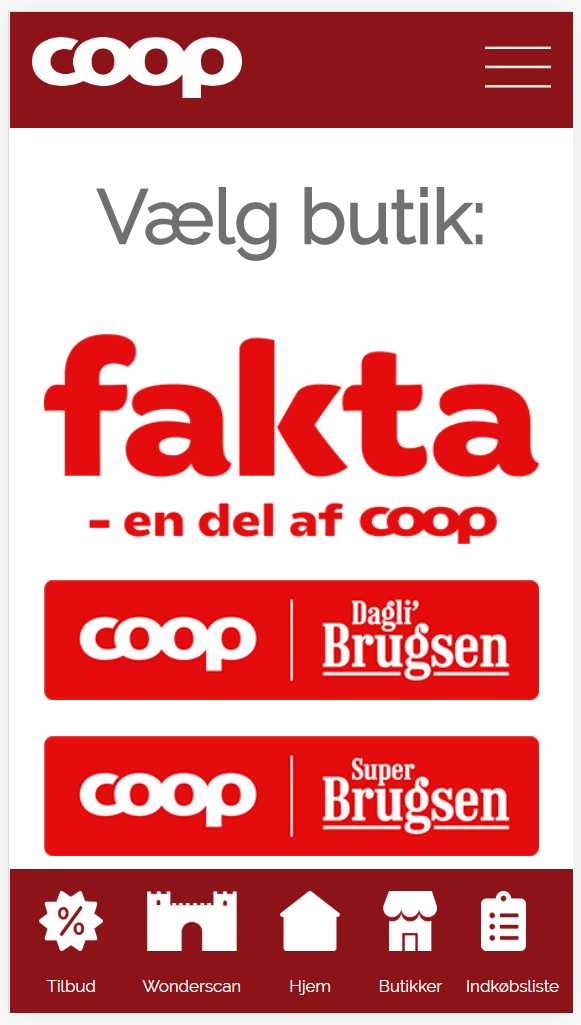 coop
Vælg butik:
fakta
- en del af coop
coop Dagli' Brugsen
coop Super Brugsen
%
Tilbud Wonderscan Hjem Butikker Indkøbsliste